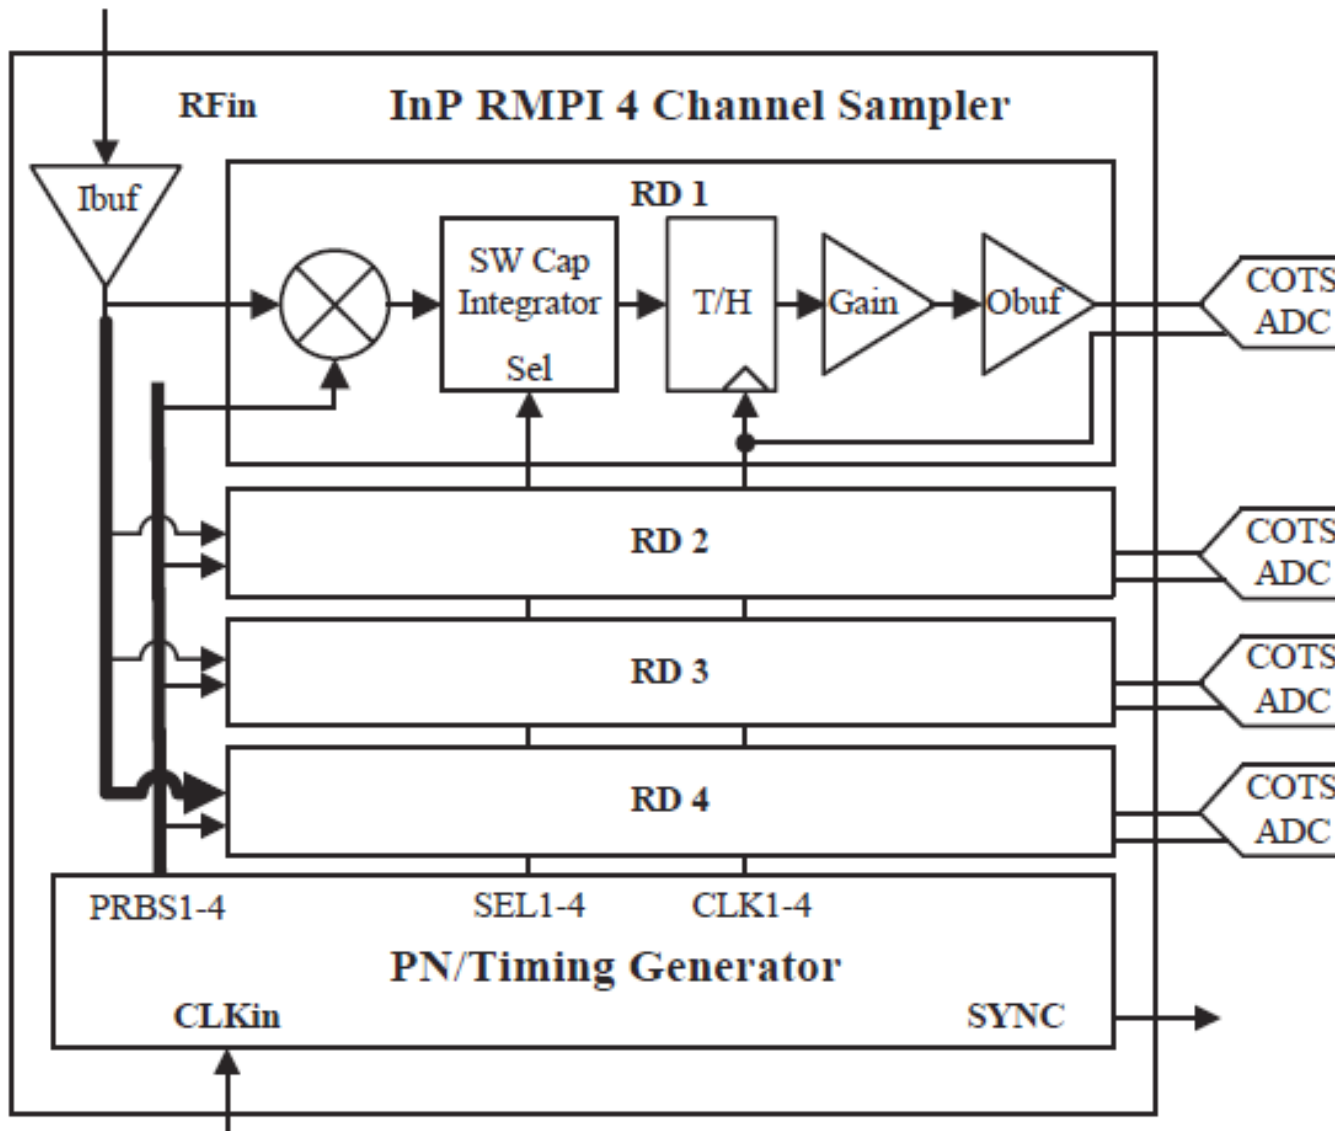 RFin
InP RMPI 4 Channel Sampler
Ibuf
RD 1
SW Cap
Integrator
Sel
T/H
Gain
Obuf
COTS
ADC
RD 2
COTS
ADC
RD 3
COTS
ADC
RD 4
COTS
ADC
PRBS1-4
SEL1-4
CLK1-4
PN/Timing Generator
CLKin
SYNC